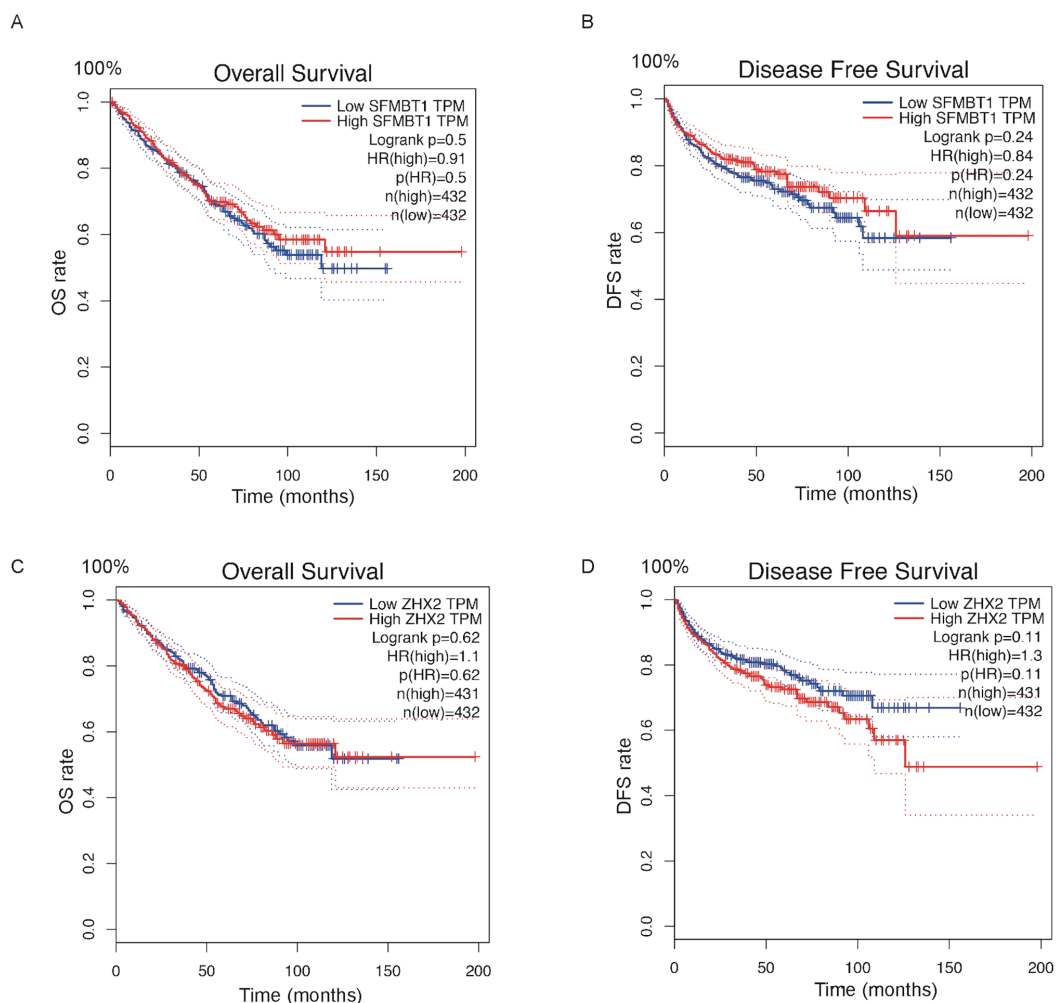 A
100%
Overall Survival
Low SFMBT1 TPM
High SFMBT1 TPM
Logrank p=0.5
HR(high)=0.91
p(HR)=0.5
n(high)=432
n(low)=432
OS rate
0.0
0.2
0.4
0.6
0.8
1.0
0
50
100
150
200
Time (months)
B
100%
Disease Free Survival
Low SFMBT1 TPM
High SFMBT1 TPM
Logrank p=0.24
HR(high)=0.84
p(HR)=0.24
n(high)=432
n(low)=432
DFS rate
0.0
0.2
0.4
0.6
0.8
1.0
0
50
100
150
200
Time (months)
C
100%
Overall Survival
Low ZHX2 TPM
High ZHX2 TPM
Logrank p=0.62
HR(high)=1.1
p(HR)=0.62
n(high)=431
n(low)=432
OS rate
0.0
0.2
0.4
0.6
0.8
1.0
0
50
100
150
200
Time (months)
D
100%
Disease Free Survival
Low ZHX2 TPM
High ZHX2 TPM
Logrank p=0.11
HR(high)=1.3
p(HR)=0.11
n(high)=431
n(low)=432
DFS rate
0.0
0.2
0.4
0.6
0.8
1.0
0
50
100
150
200
Time (months)